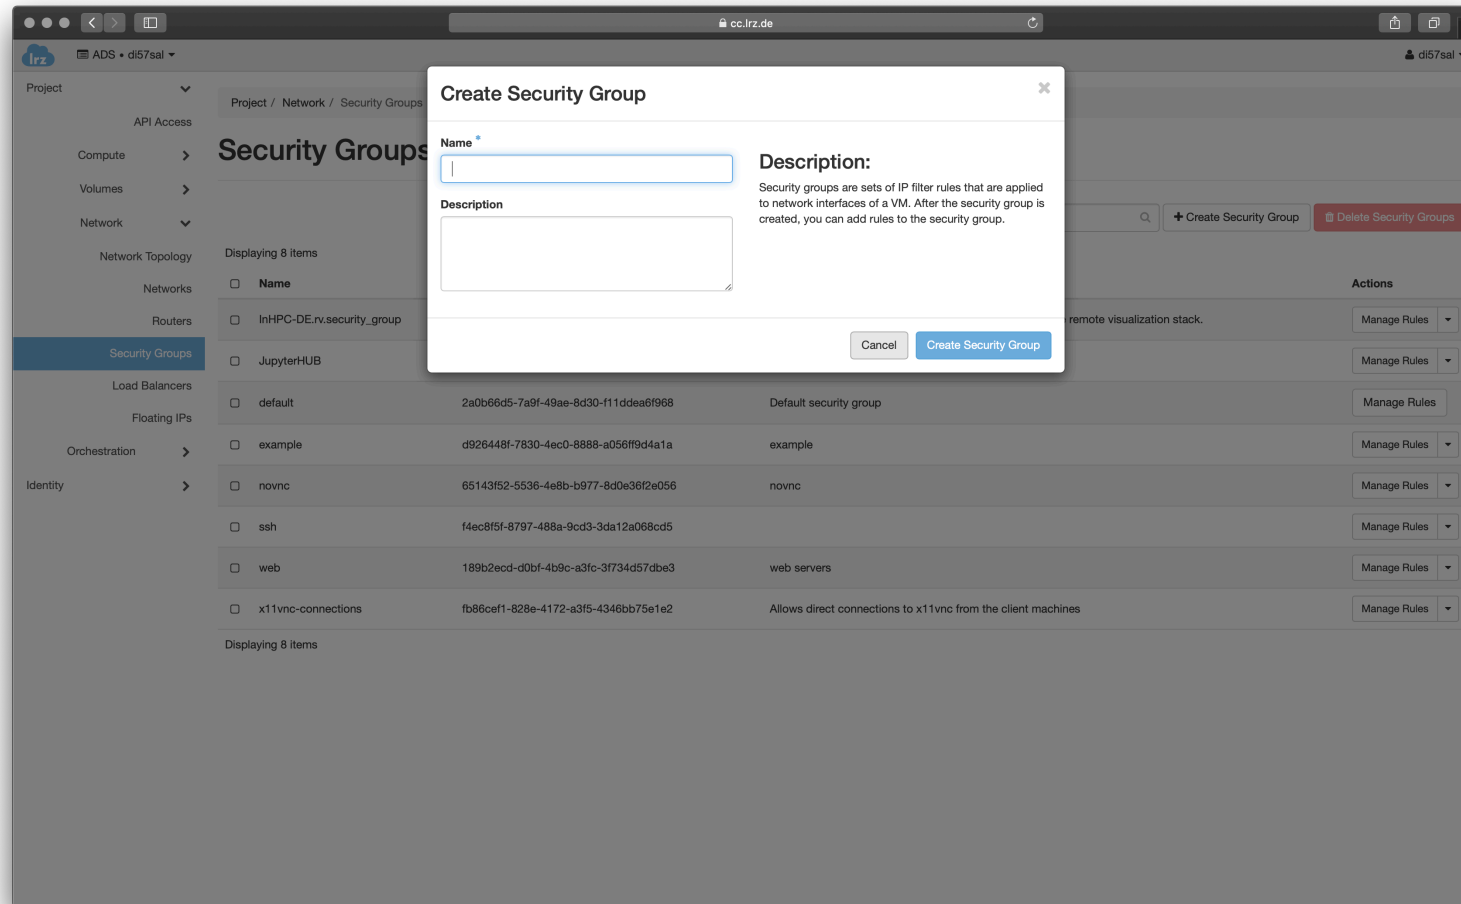 cc.lrz.de
lrz
ADS • di57sal
di57sal
Project
API Access
Compute
Volumes
Network
Network Topology
Networks
Routers
Security Groups
Load Balancers
Floating IPs
Orchestration
Identity
Project / Network / Security Groups
Security Groups
Create Security Group
Delete Security Groups
Displaying 8 items
Name
Actions
InHPC-DE.rv.security_group
remote visualization stack.
Manage Rules
JupyterHUB
Manage Rules
default 2a0b66d5-7a9f-49ae-8d30-f11ddea6f968 Default security group Manage Rules
example d926448f-7830-4ec0-8888-a056ff9d4a1a example Manage Rules
novnc 65143f52-5536-4e8b-b977-8d0e36f2e056 novnc Manage Rules
ssh f4ec8f5f-8797-488a-9cd3-3da12a068cd5 Manage Rules
web 189b2ecd-d0bf-4b9c-a3fc-3f734d57dbe3 web servers Manage Rules
x11vnc-connections fb86cef1-828e-4172-a3f5-4346bb75e1e2 Allows direct connections to x11vnc from the client machines Manage Rules
Displaying 8 items
Create Security Group
Name *
Description
Description:
Security groups are sets of IP filter rules that are applied
to network interfaces of a VM. After the security group is
created, you can add rules to the security group.
Cancel
Create Security Group